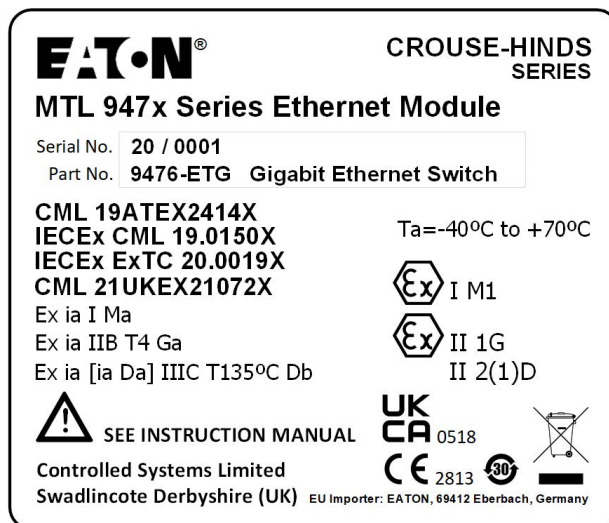 EATON®
CROUSE-HINDS
SERIES
MTL 947x Series Ethernet Module
Serial No. 20 / 0001
Part No. 9476-ETG Gigabit Ethernet Switch
CML 19ATEX2414X
IECEx CML 19.0150X
IECEx ExTC 20.0019X
CML 21UKEX21072X
Ex ia I Ma
Ex ia IIB T4 Ga
Ex ia [ia Da] IIIC T135ºC Db
Ta=-40ºC to +70ºC
Ex I M1
Ex II 1G
II 2(1)D
SEE INSTRUCTION MANUAL
Controlled Systems Limited
Swadlincote Derbyshire (UK)
UK
CA 0518
CE 2813 30
EU Importer: EATON, 69412 Eberbach, Germany